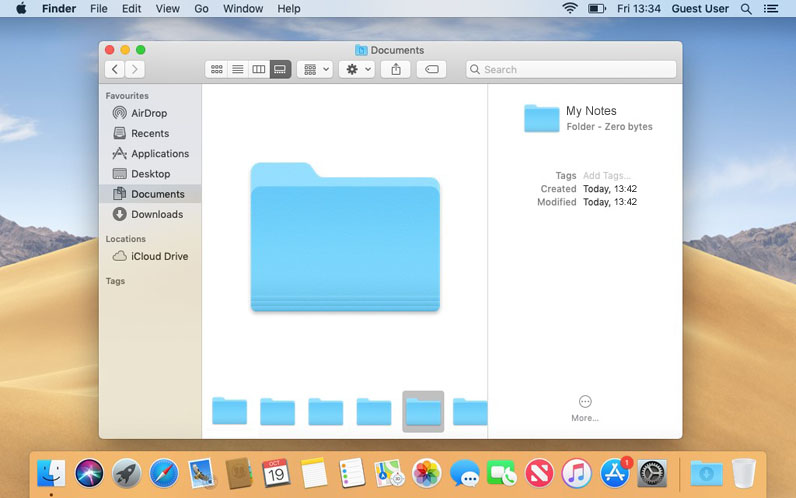 Finder File Edit View Go Window Help Fri 13:34 Guest User
Documents
Search
Favourites
AirDrop
Recents
Applications
Desktop
Documents
Downloads
Locations
iCloud Drive
Tags
My Notes
Folder - Zero bytes
Tags Add Tags...
Created Today, 13:42
Modified Today, 13:42
More...
OCT
19
1